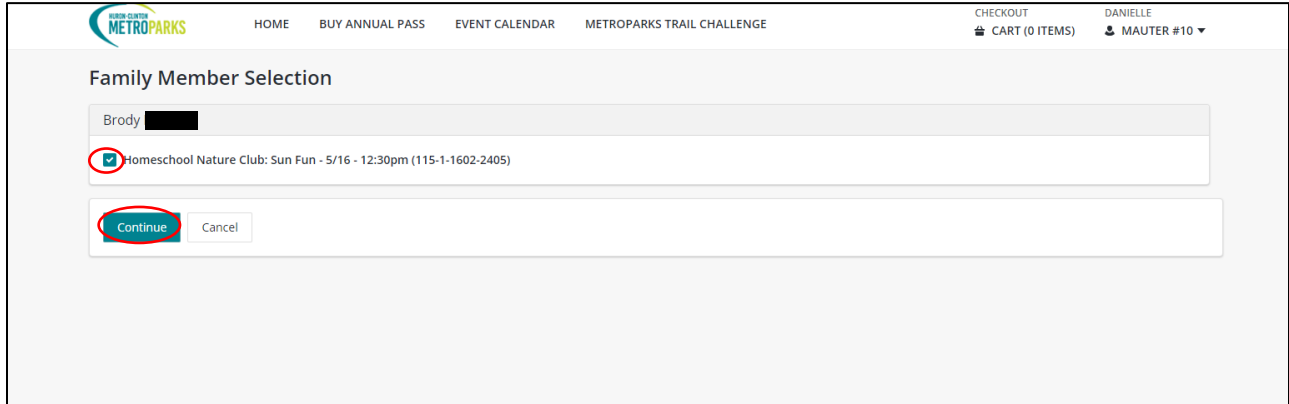 HURON-CLINTON
METROPARKS
HOME BUY ANNUAL PASS EVENT CALENDAR METROPARKS TRAIL CHALLENGE
CHECKOUT
CART (0 ITEMS)
DANIELLE
MAUTER #10
Family Member Selection
Brody
Homeschool Nature Club: Sun Fun - 5/16 - 12:30pm (115-1-1602-2405)
Continue Cancel